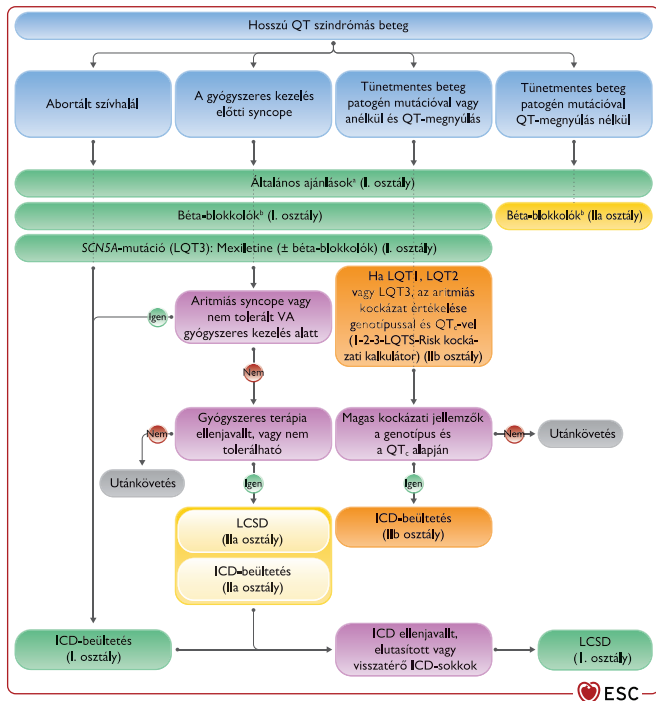 Hosszú QT szindrómás beteg
Abortált szívhalál
A gyógyszeres kezelés
előtti syncope
Tünetmentes beteg
patogén mutációval vagy
anélkül és QT-megnyúlás
Tünetmentes beteg
patogén mutációval
QT-megnyúlás nélkül
Általános ajánlásokᵃ (I. osztály)
Béta-blokkolókᵇ (I. osztály)
Béta-blokkolókᵇ (IIa osztály)
SCN5A-mutáció (LQT3): Mexiletine (± béta-blokkolók) (I. osztály)
Aritmiás syncope vagy
nem tolerált VA
gyógyszeres kezelés alatt
Igen
Ha LQT1, LQT2
vagy LQT3, az aritmiás
kockázat értékelése
genotípussal és QTc-vel
(1-2-3-LQTS-Risk kocká-
zati kalkulátor) (IIb osztály)
Nem
Gyógyszeres terápia
ellenjavallt, vagy nem
tolerálható
Nem
Utánkövetés
Magas kockázati jellemzők
a genotípus és
a QTc alapján
Nem
Utánkövetés
Igen
Igen
LCSD
(IIa osztály)
ICD-beültetés
(IIa osztály)
ICD-beültetés
(IIb osztály)
ICD-beültetés
(I. osztály)
ICD ellenjavallt,
elutasított vagy
visszatérő ICD-sokkok
LCSD
(I. osztály)
ESC